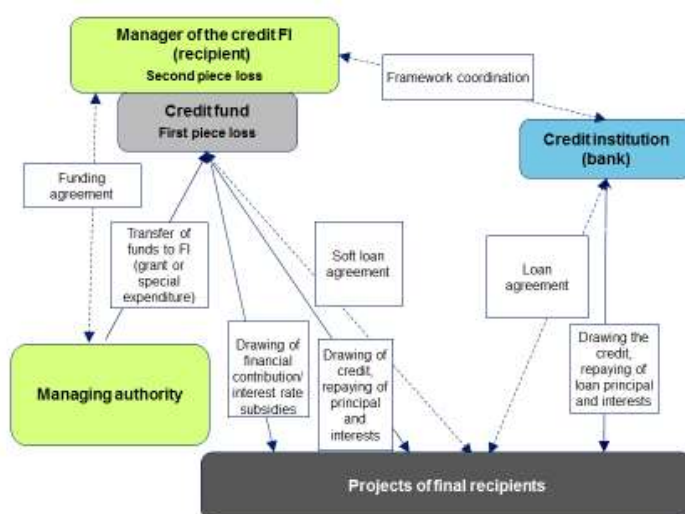 Manager of the credit FI
(recipient)
Second piece loss
Framework coordination
Credit fund
First piece loss
Credit institution
(bank)
Funding
agreement
Transfer of
funds to FI
(grant or
special
expenditure)
Soft loan
agreement
Loan
agreement
Managing authority
Drawing of
financial
contribution/
interest rate
subsidies
Drawing of
credit,
repaying of
principal
and
interests
Drawing the
credit,
repaying of
loan principal
and interests
Projects of final recipients